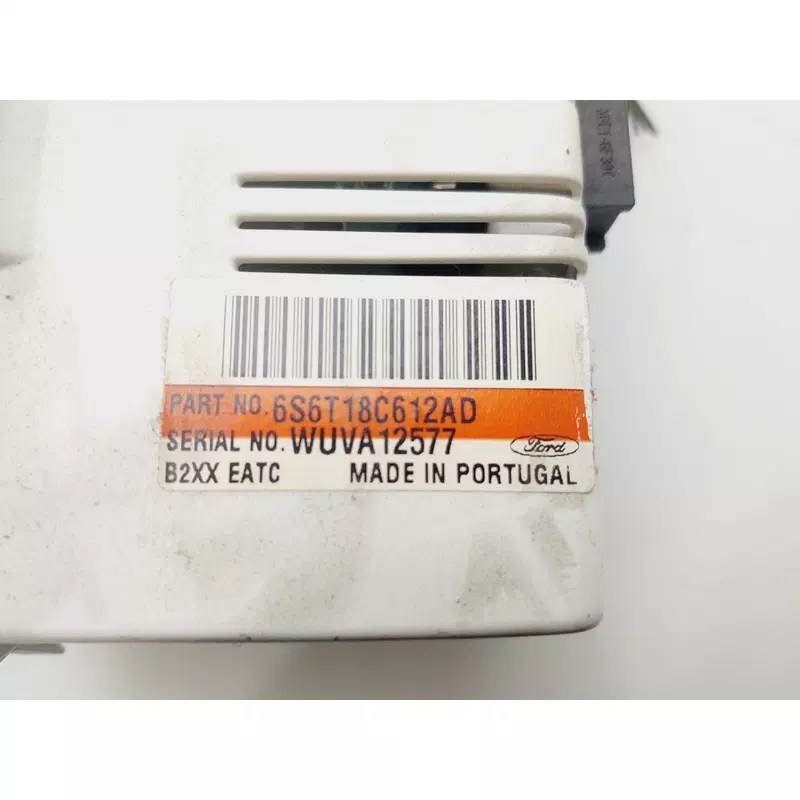 PART NO. 6S6T18C612AD
SERIAL NO. WUVA12577
Ford
B2XX EATC MADE IN PORTUGAL